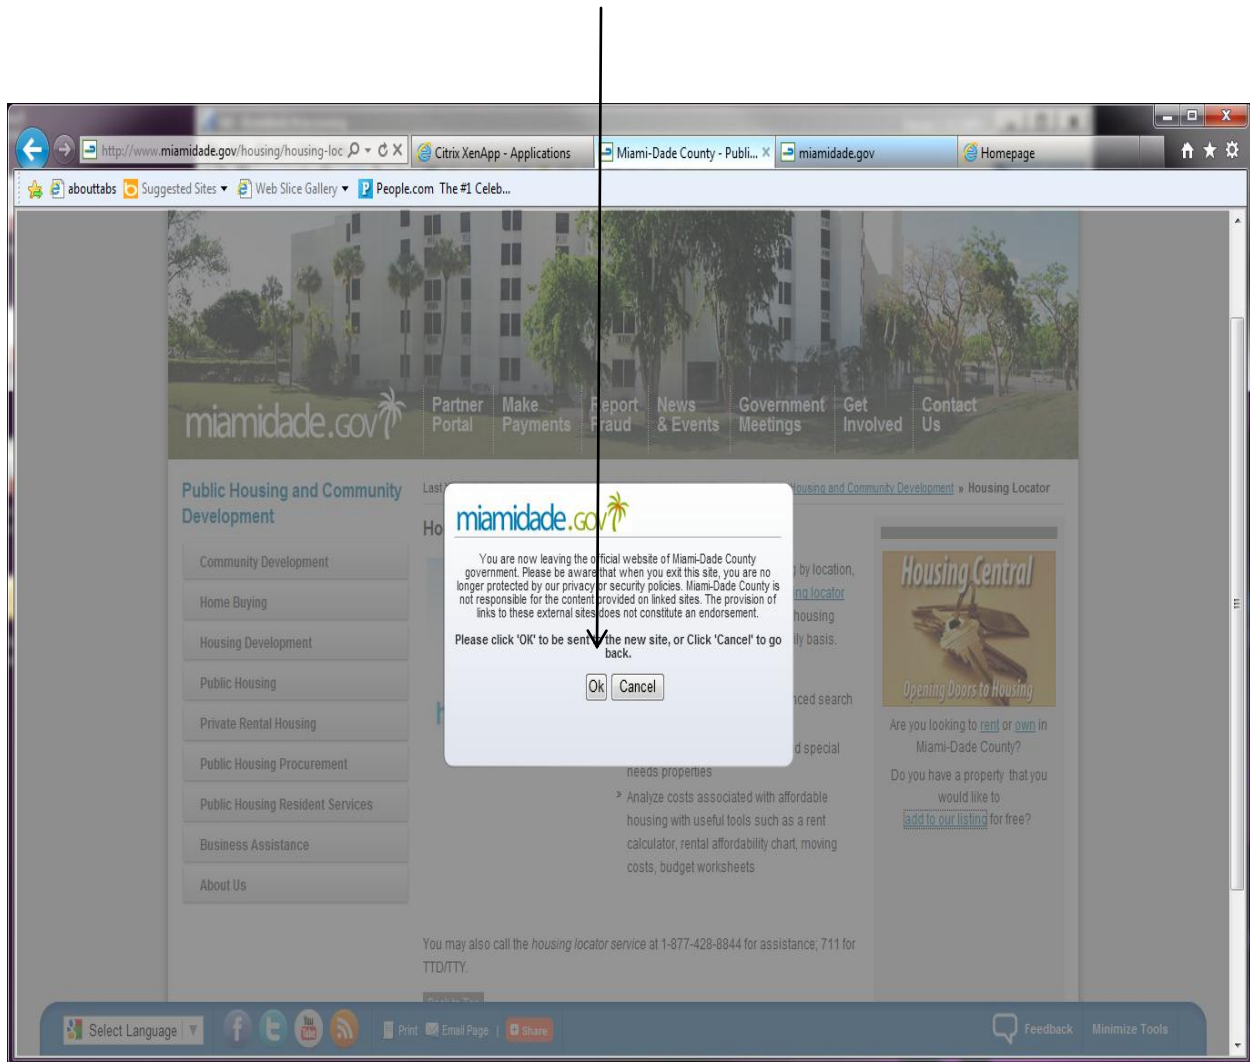 http://www.miamidade.gov/housing/housing-loc
Citrix XenApp - Applications
Miami-Dade County - Publi...
miamidade.gov
Homepage
abouttabs
Suggested Sites
Web Slice Gallery
People.com The #1 Celeb...
miamidade.gov
Partner Portal
Make Payments
Report Fraud
News & Events
Government Meetings
Get Involved
Contact Us
Public Housing and Community
Development
Community Development
Home Buying
Housing Development
Public Housing
Private Rental Housing
Public Housing Procurement
Public Housing Resident Services
Business Assistance
About Us
Last
Housing and Community Development » Housing Locator
Ho
miamidade.gov
You are now leaving the official website of Miami-Dade County
government. Please be aware that when you exit this site, you are no
longer protected by our privacy or security policies. Miami-Dade County is
not responsible for the content provided on linked sites. The provision of
links to these external sites does not constitute an endorsement.
Please click 'OK' to be sent to the new site, or Click 'Cancel' to go
back.
Ok
Cancel
by location,
ng locator
housing
ily basis.
nced search
d special
needs properties
» Analyze costs associated with affordable
housing with useful tools such as a rent
calculator, rental affordability chart, moving
costs, budget worksheets
You may also call the housing locator service at 1-877-428-8844 for assistance; 711 for
TTD/TTY.
Back to Top
Housing Central
Opening Doors to Housing
Are you looking to rent or own in
Miami-Dade County?
Do you have a property that you
would like to
add to our listing for free?
Select Language
Print
Email Page
|
Share
Feedback
Minimize Tools